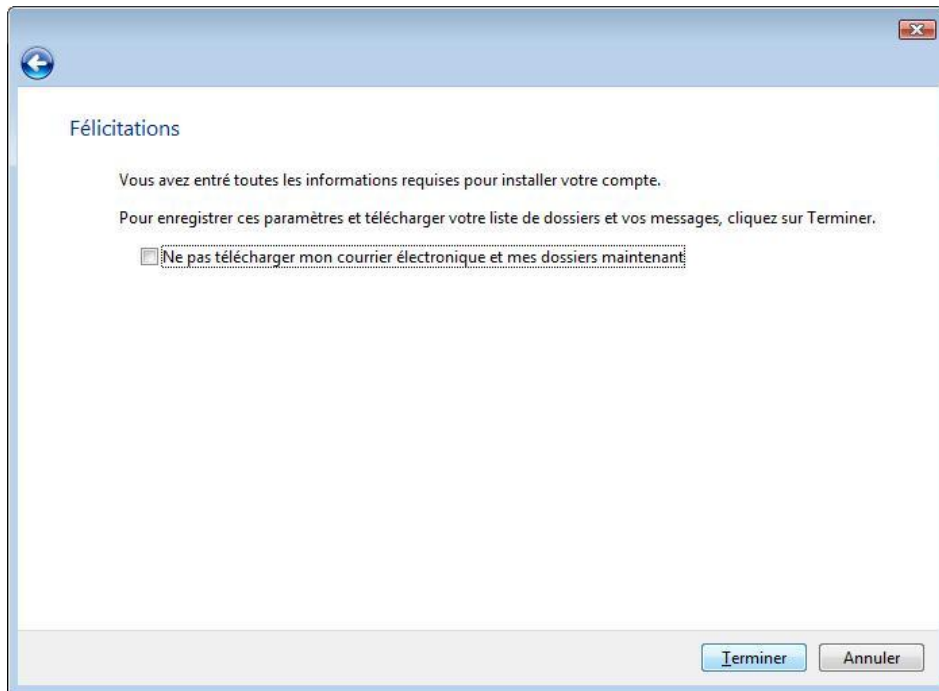 Félicitations
Vous avez entré toutes les informations requises pour installer votre compte.
Pour enregistrer ces paramètres et télécharger votre liste de dossiers et vos messages, cliquez sur Terminer.
Ne pas télécharger mon courrier électronique et mes dossiers maintenant
Terminer Annuler